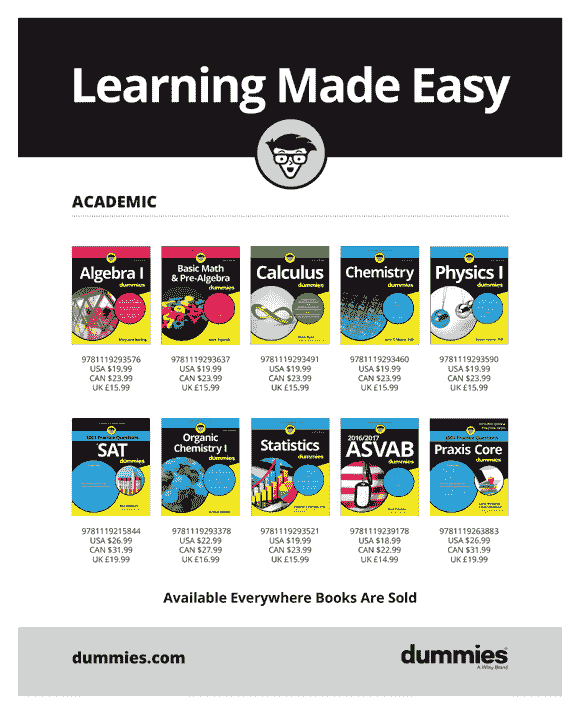 Learning Made Easy
ACADEMIC
Algebra I
dummies
Basic Math
& Pre-Algebra
dummies
Calculus
dummies
Chemistry
dummies
Physics I
dummies
9781119293576
USA $19.99
CAN $23.99
UK £15.99
9781119293637
USA $19.99
CAN $23.99
UK £15.99
9781119293491
USA $19.99
CAN $23.99
UK £15.99
9781119293460
USA $19.99
CAN $23.99
UK £15.99
9781119293590
USA $19.99
CAN $23.99
UK £15.99
1001 Practice Questions
SAT
Organic
Chemistry I
dummies
Statistics
dummies
2016/2017
ASVAB
dummies
1001 Practice Questions
Praxis Core
9781119215844
USA $26.99
CAN $31.99
UK £19.99
9781119293378
USA $22.99
CAN $27.99
UK £16.99
9781119293521
USA $19.99
CAN $23.99
UK £15.99
9781119239178
USA $18.99
CAN $22.99
UK £14.99
9781119263883
USA $26.99
CAN $31.99
UK £19.99
Available Everywhere Books Are Sold
dummies.com
dummies
A Wiley Brand